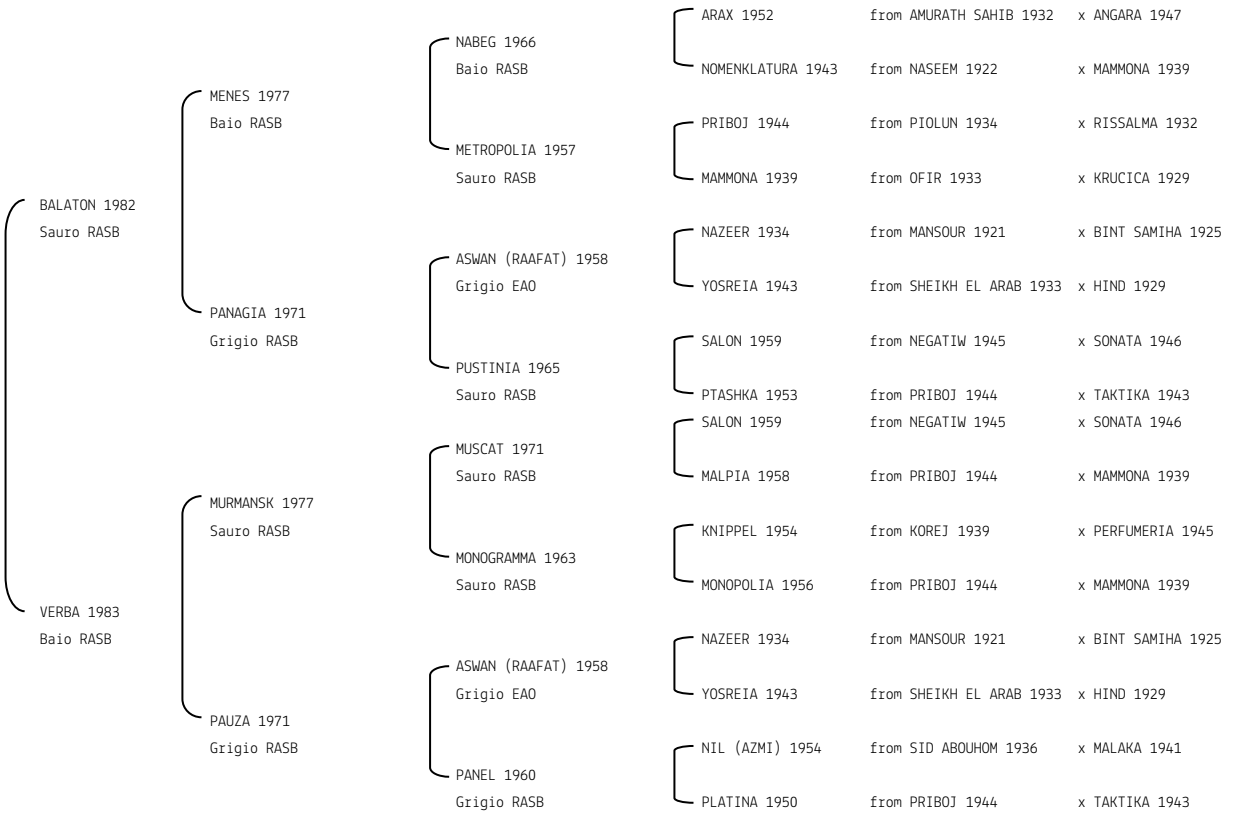 ARAX 1952 from AMURATH SAHIB 1932 x ANGARA 1947
NABEG 1966
Baio RASB
NOMENKLATURA 1943 from NASEEM 1922 x MAMMONA 1939
MENES 1977
Baio RASB
PRIBOJ 1944 from PIOLUN 1934 x RISSALMA 1932
METROPOLIA 1957
Sauro RASB
MAMMONA 1939 from OFIR 1933 x KRUCICA 1929
BALATON 1982
Sauro RASB
NAZEER 1934 from MANSOUR 1921 x BINT SAMIHA 1925
ASWAN (RAAFAT) 1958
Grigio EAO
YOSREIA 1943 from SHEIKH EL ARAB 1933 x HIND 1929
PANAGIA 1971
Grigio RASB
SALON 1959 from NEGATIW 1945 x SONATA 1946
PUSTINIA 1965
Sauro RASB
PTASHKA 1953 from PRIBOJ 1944 x TAKTIKA 1943
SALON 1959 from NEGATIW 1945 x SONATA 1946
MUSCAT 1971
Sauro RASB
MALPIA 1958 from PRIBOJ 1944 x MAMMONA 1939
MURMANSK 1977
Sauro RASB
KNIPPEL 1954 from KOREJ 1939 x PERFUMERIA 1945
MONOGRAMMA 1963
Sauro RASB
MONOPOLIA 1956 from PRIBOJ 1944 x MAMMONA 1939
VERBA 1983
Baio RASB
NAZEER 1934 from MANSOUR 1921 x BINT SAMIHA 1925
ASWAN (RAAFAT) 1958
Grigio EAO
YOSREIA 1943 from SHEIKH EL ARAB 1933 x HIND 1929
PAUZA 1971
Grigio RASB
NIL (AZMI) 1954 from SID ABOUHOM 1936 x MALAKA 1941
PANEL 1960
Grigio RASB
PLATINA 1950 from PRIBOJ 1944 x TAKTIKA 1943